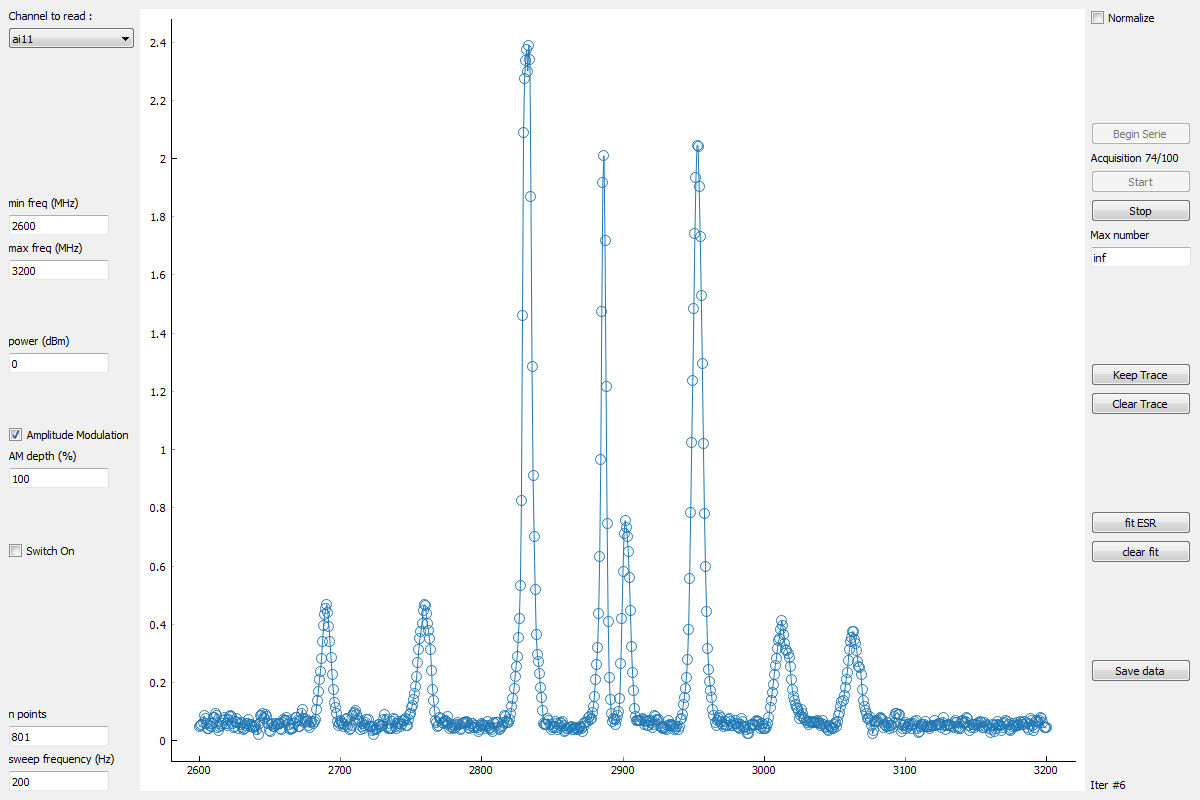 Channel to read :
ai11
min freq (MHz)
2600
max freq (MHz)
3200
power (dBm)
0
Amplitude Modulation
AM depth (%)
100
Switch On
n points
801
sweep frequency (Hz)
200
2.4
2.2
2
1.8
1.6
1.4
1.2
1
0.8
0.6
0.4
0.2
0
2600
2700
2800
2900
3000
3100
3200
Normalize
Begin Serie
Acquisition 74/100
Start
Stop
Max number
inf
Keep Trace
Clear Trace
fit ESR
clear fit
Save data
Iter #6